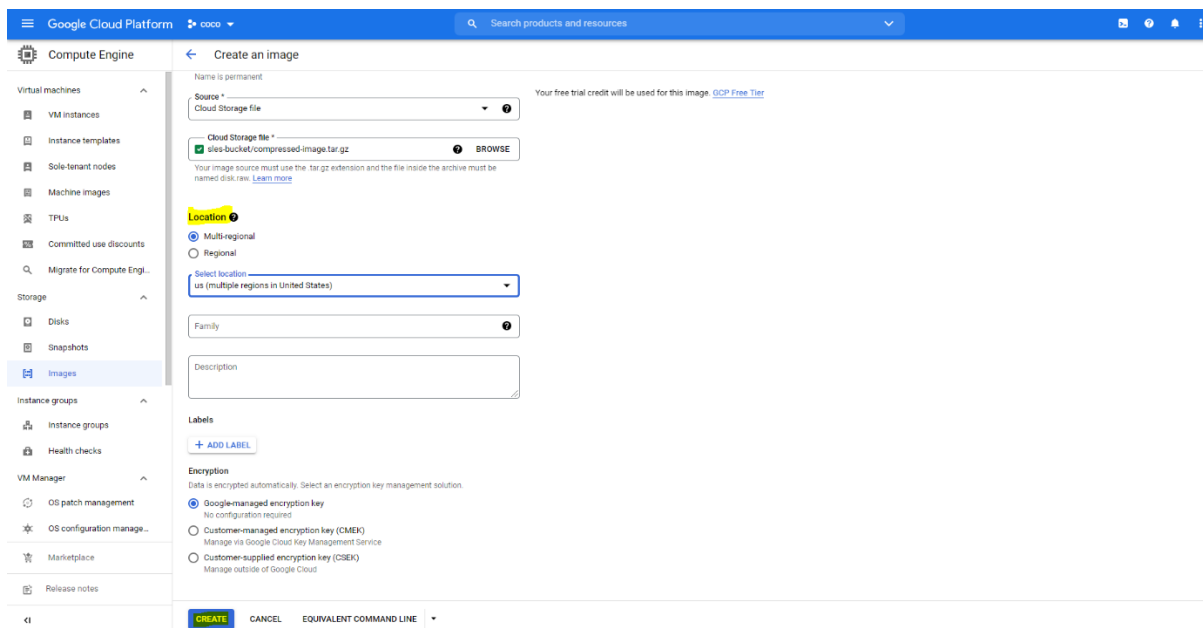 Google Cloud Platform
coco
Search products and resources
Compute Engine
Create an image
Virtual machines
VM instances
Instance templates
Sole-tenant nodes
Machine images
TPUs
Committed use discounts
Migrate for Compute Engi...
Storage
Disks
Snapshots
Images
Instance groups
Instance groups
Health checks
VM Manager
OS patch management
OS configuration manage...
Marketplace
Release notes
Name is permanent
Source *
Cloud Storage file
Cloud Storage file *
sles-bucket/compressed-image.tar.gz
BROWSE
Your image source must use the .tar.gz extension and the file inside the archive must be
named disk.raw. Learn more
Location
Multi-regional
Regional
Select location
us (multiple regions in United States)
Family
Description
Labels
+ ADD LABEL
Encryption
Data is encrypted automatically. Select an encryption key management solution.
Google-managed encryption key
No configuration required
Customer-managed encryption key (CMEK)
Manage via Google Cloud Key Management Service
Customer-supplied encryption key (CSEK)
Manage outside of Google Cloud
CREATE CANCEL EQUIVALENT COMMAND LINE
Your free trial credit will be used for this image. GCP Free Tier